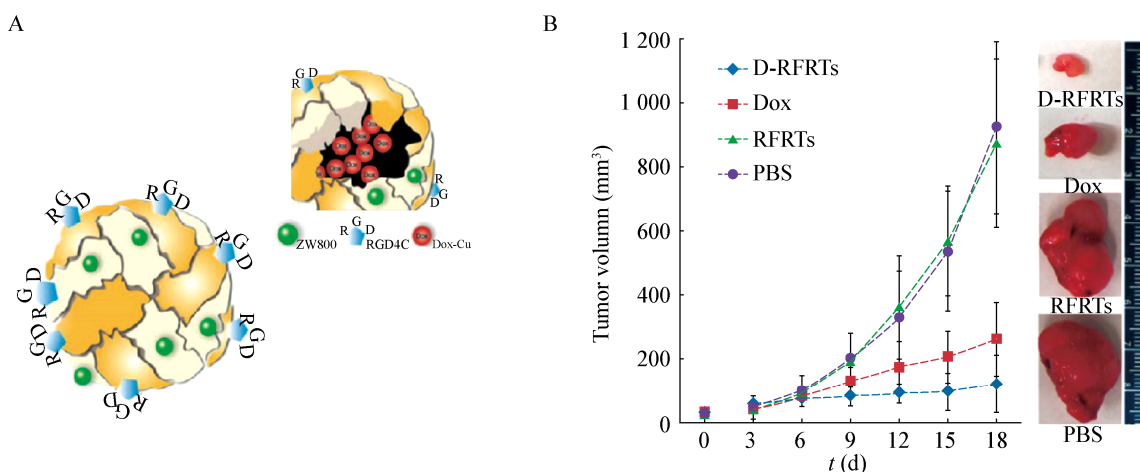 A
R G D
R
G
D
ZW800
R G D
RGD4C
Dox
Dox-Cu
R G D
R G D
R G D
R G D
R G D
R G D
R G D
B
1 200
1 000
800
600
400
200
0
Tumor volumn (mm³)
D-RFRTs
Dox
RFRTs
PBS
0 3 6 9 12 15 18
t (d)
D-RFRTs
Dox
RFRTs
PBS